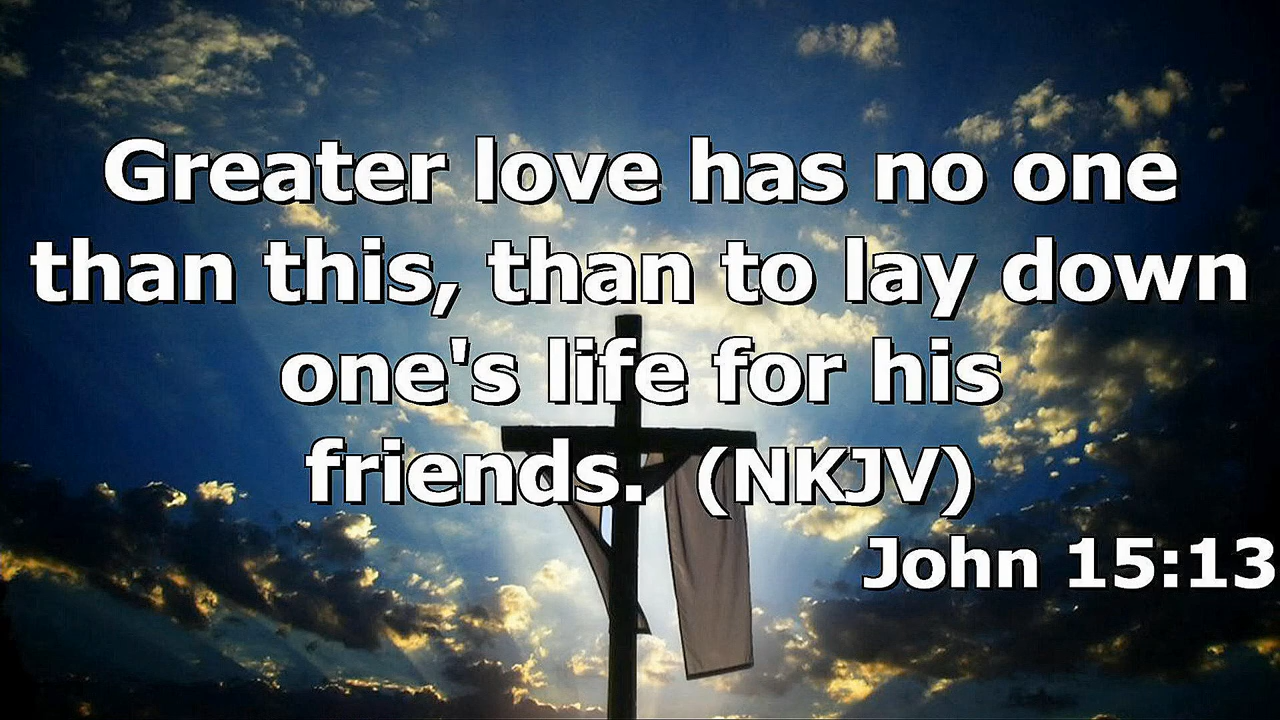 Greater love has no one
than this, than to lay down
one's life for his
friends. (NKJV)
John 15:13